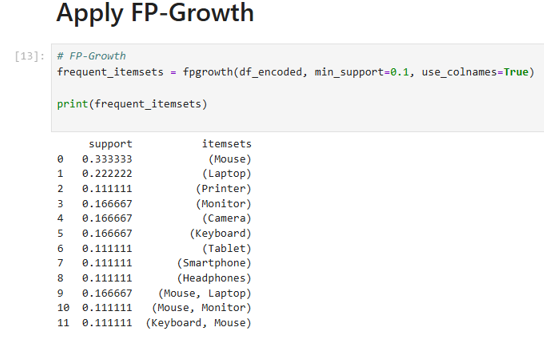 Apply FP-Growth
[13]: # FP-Growth
frequent_itemsets = fpgrowth(df_encoded, min_support=0.1, use_colnames=True)
print(frequent_itemsets)
support itemsets
0 0.333333 (Mouse)
1 0.222222 (Laptop)
2 0.111111 (Printer)
3 0.166667 (Monitor)
4 0.166667 (Camera)
5 0.166667 (Keyboard)
6 0.111111 (Tablet)
7 0.111111 (Smartphone)
8 0.111111 (Headphones)
9 0.166667 (Mouse, Laptop)
10 0.111111 (Mouse, Monitor)
11 0.111111 (Keyboard, Mouse)